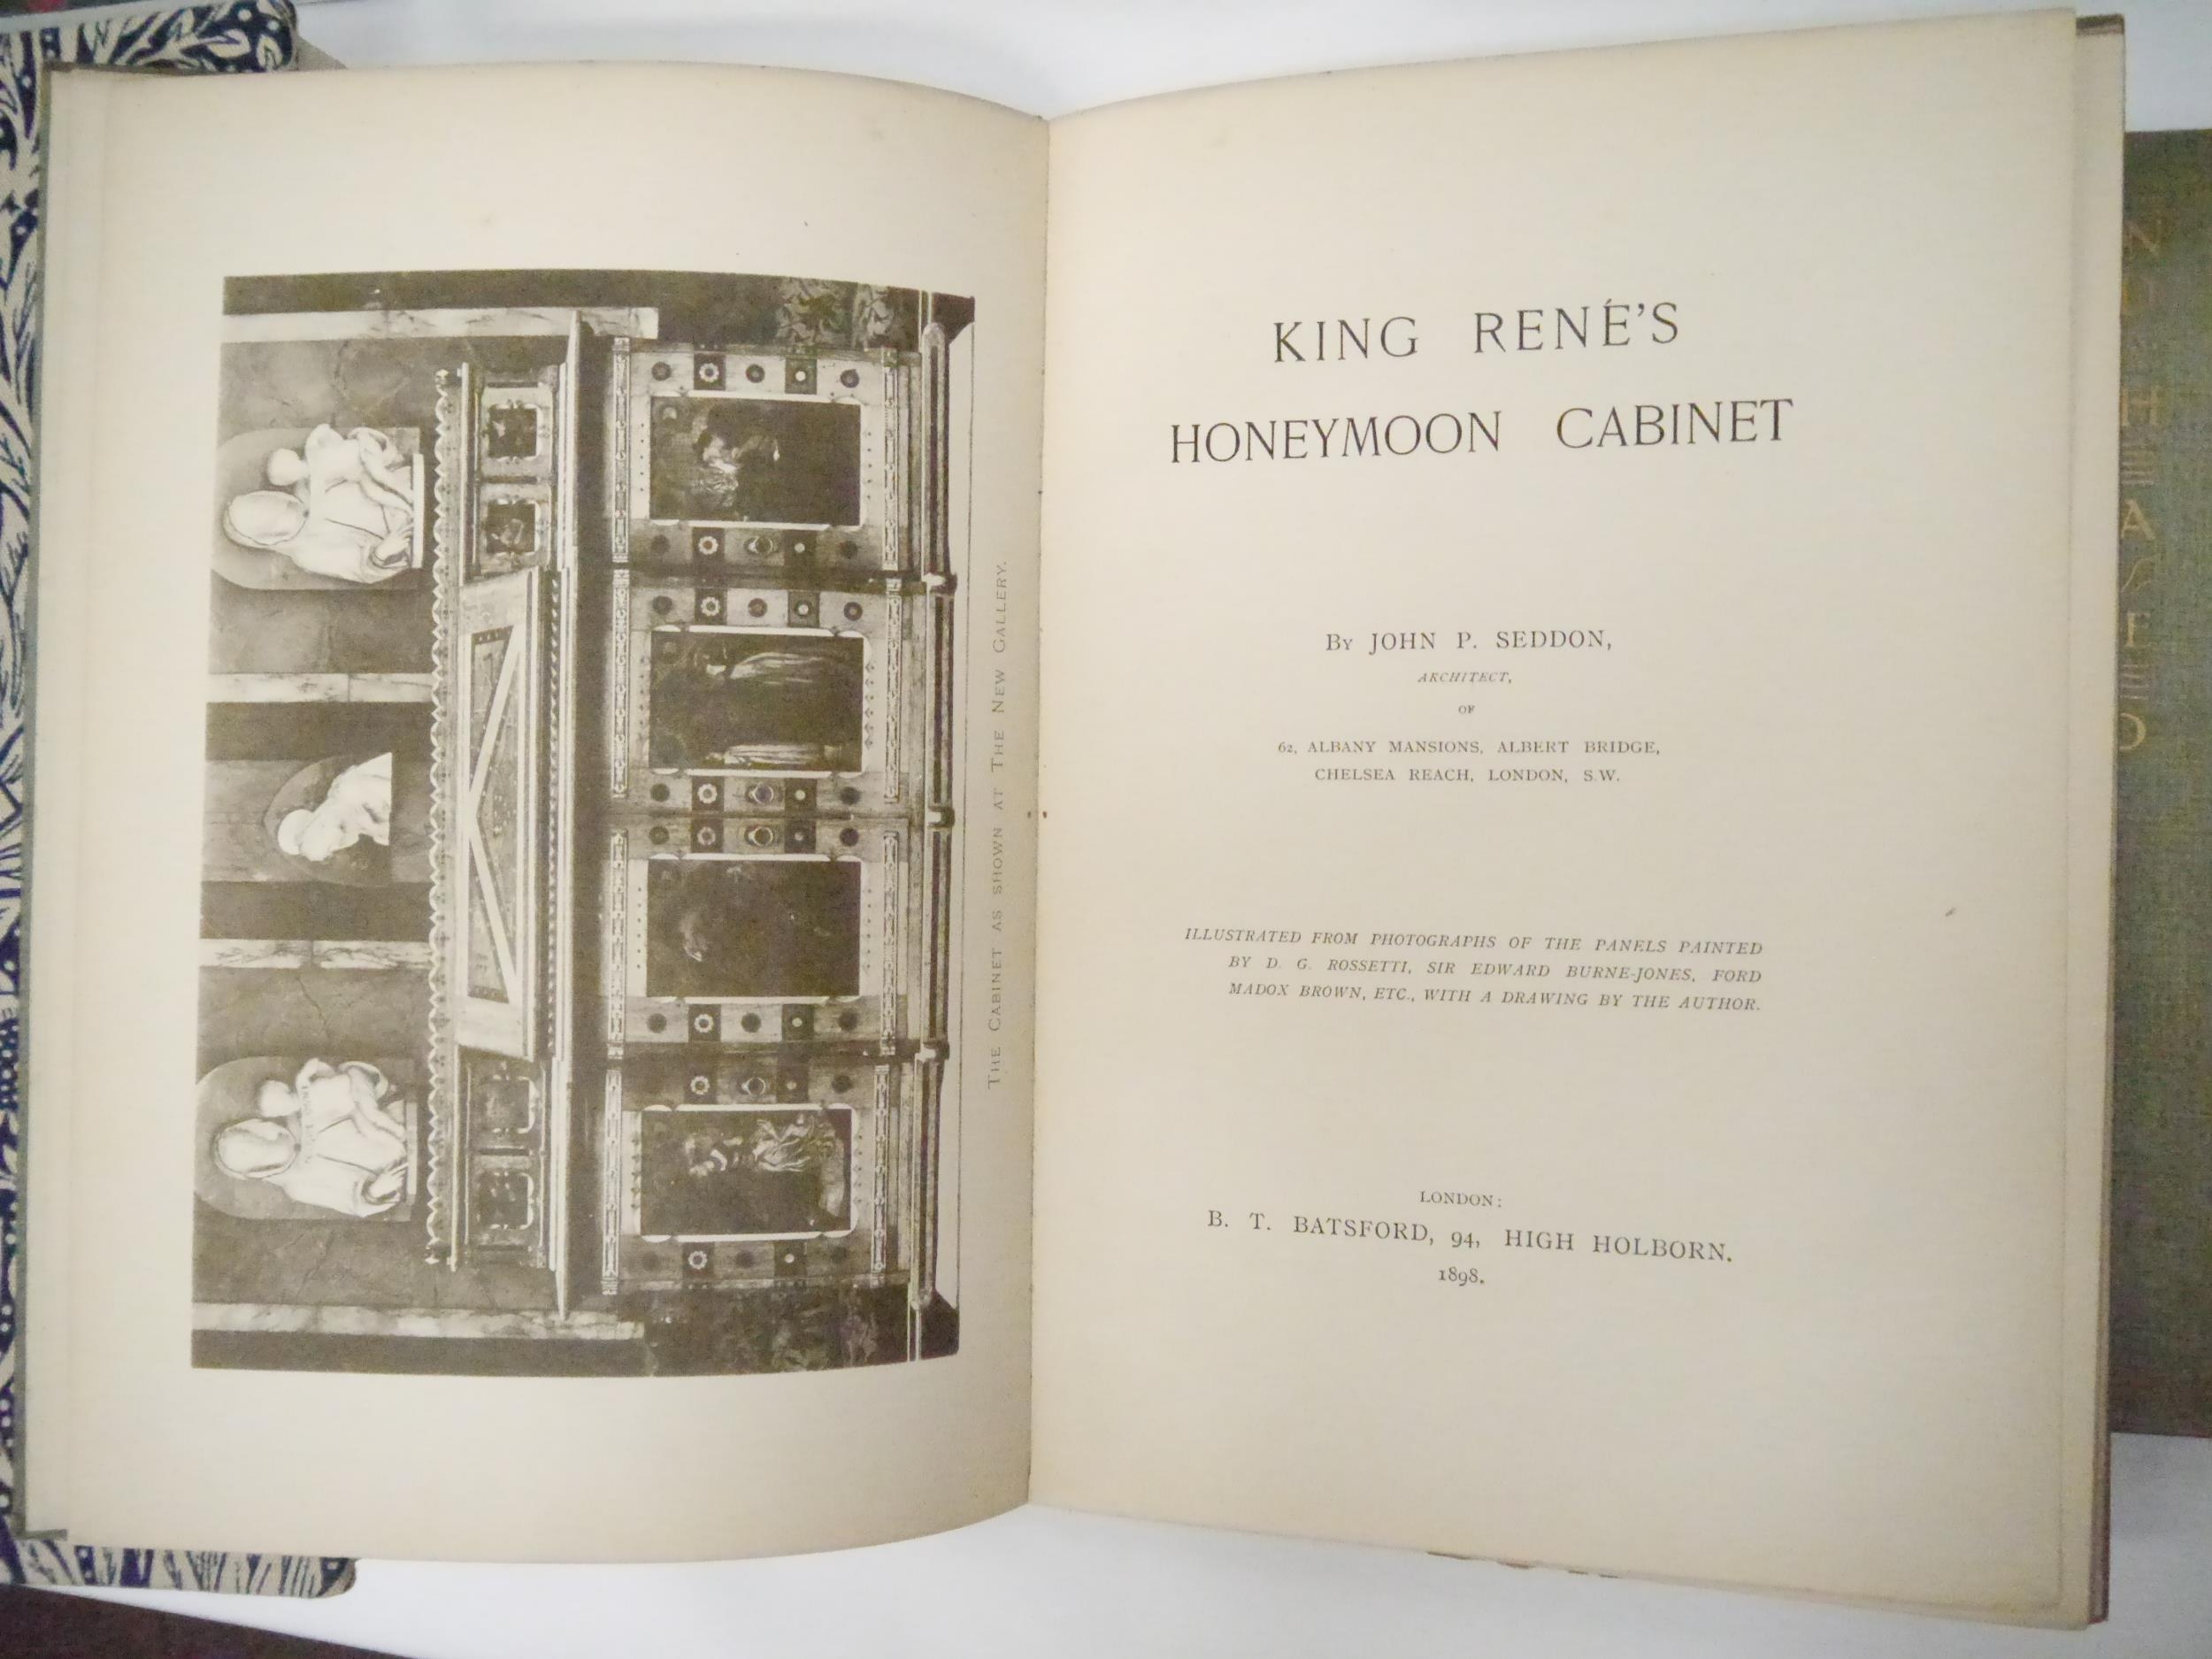 THE CABINET AS SHOWN AT THE NEW GALLERY.
KING RENÉ'S
HONEYMOON CABINET
BY JOHN P. SEDDON,
ARCHITECT,
OF
62, ALBANY MANSIONS, ALBERT BRIDGE,
CHELSEA REACH, LONDON, S.W.
ILLUSTRATED FROM PHOTOGRAPHS OF THE PANELS PAINTED
BY D. G. ROSSETTI, SIR EDWARD BURNE-JONES, FORD
MADOX BROWN, ETC., WITH A DRAWING BY THE AUTHOR.
LONDON:
B. T. BATSFORD, 94, HIGH HOLBORN.
1898.